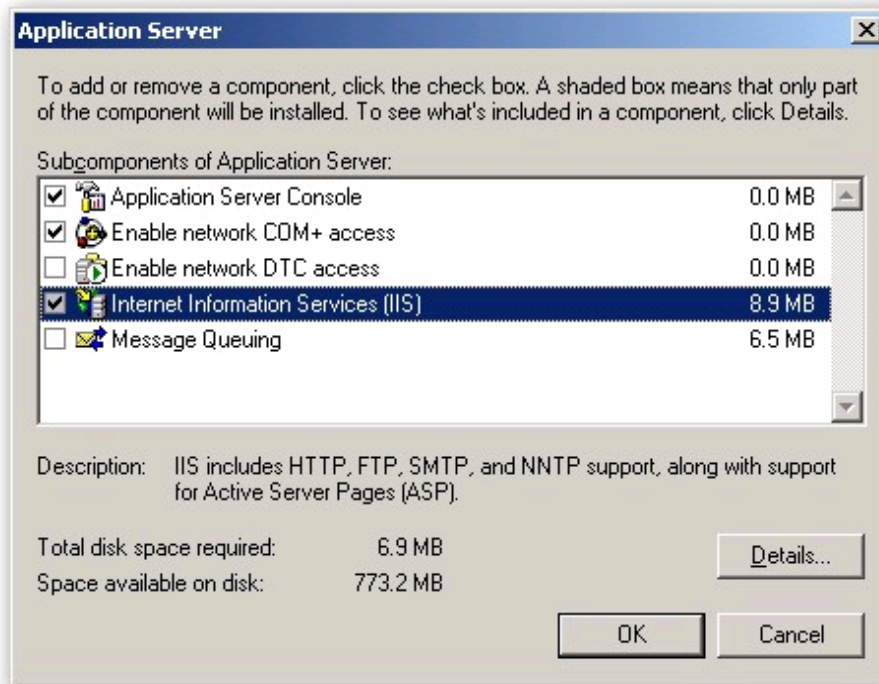 Application Server
To add or remove a component, click the check box. A shaded box means that only part
of the component will be installed. To see what's included in a component, click Details.
Subcomponents of Application Server:
Application Server Console 0.0 MB
Enable network COM+ access 0.0 MB
Enable network DTC access 0.0 MB
Internet Information Services (IIS) 8.9 MB
Message Queuing 6.5 MB
Description: IIS includes HTTP, FTP, SMTP, and NNTP support, along with support
for Active Server Pages (ASP).
Total disk space required: 6.9 MB
Details...
Space available on disk: 773.2 MB
OK Cancel